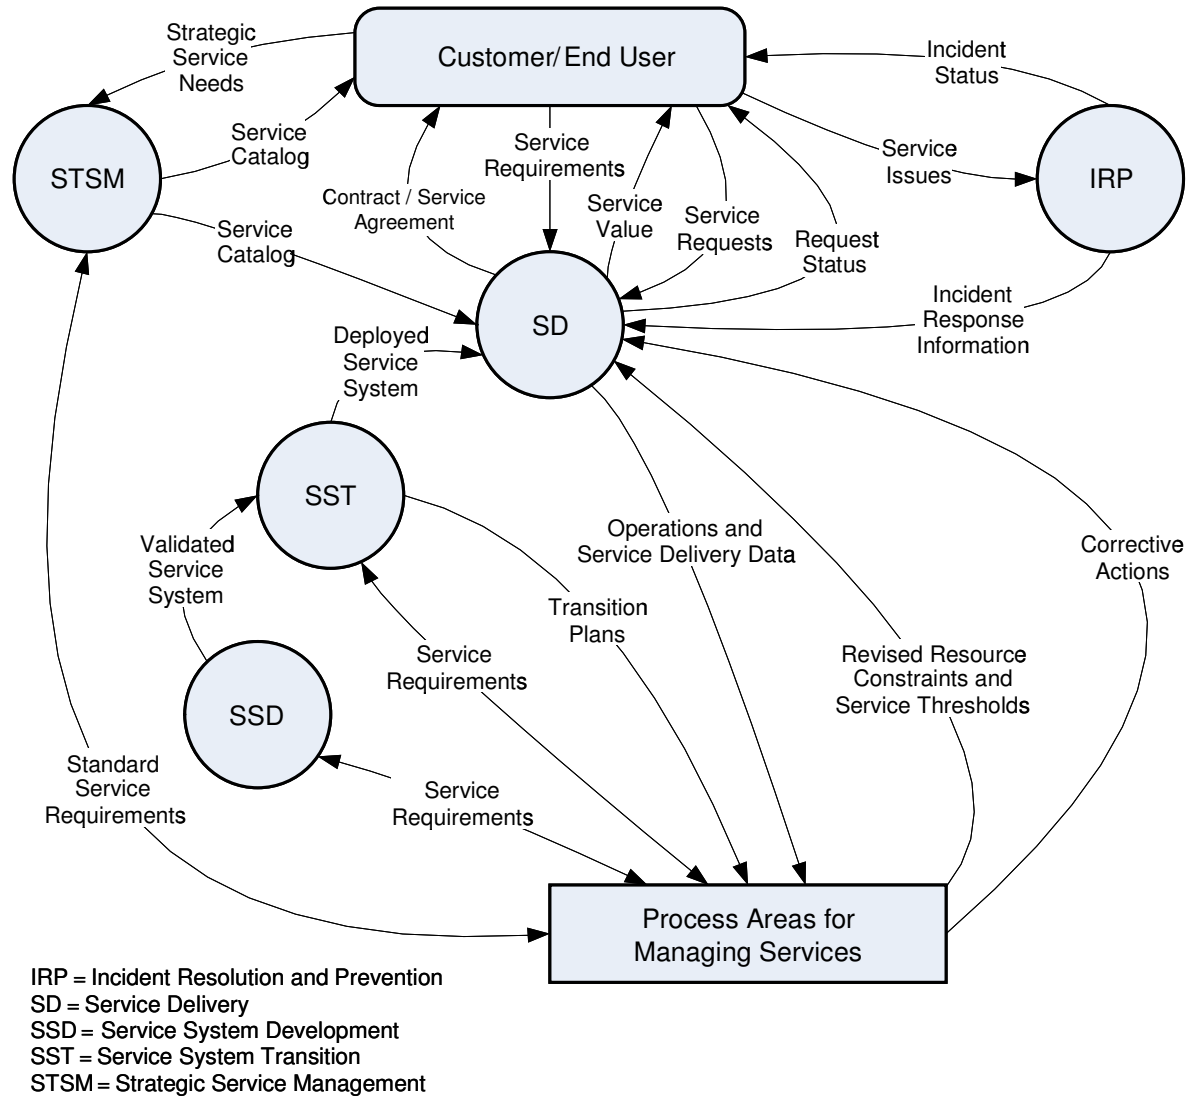 Customer/End User
Strategic
Service
Needs
Incident
Status
Service
Catalog
Service
Requirements
Service
Issues
STSM
IRP
Contract / Service
Agreement
Service
Value
Service
Requests
Request
Status
Service
Catalog
SD
Incident
Response
Information
Deployed
Service
System
SST
Operations and
Service Delivery Data
Corrective
Actions
Validated
Service
System
Transition
Plans
Service
Requirements
Revised Resource
Constraints and
Service Thresholds
SSD
Standard
Service
Requirements
Service
Requirements
Process Areas for
Managing Services
IRP = Incident Resolution and Prevention
SD = Service Delivery
SSD = Service System Development
SST = Service System Transition
STSM = Strategic Service Management